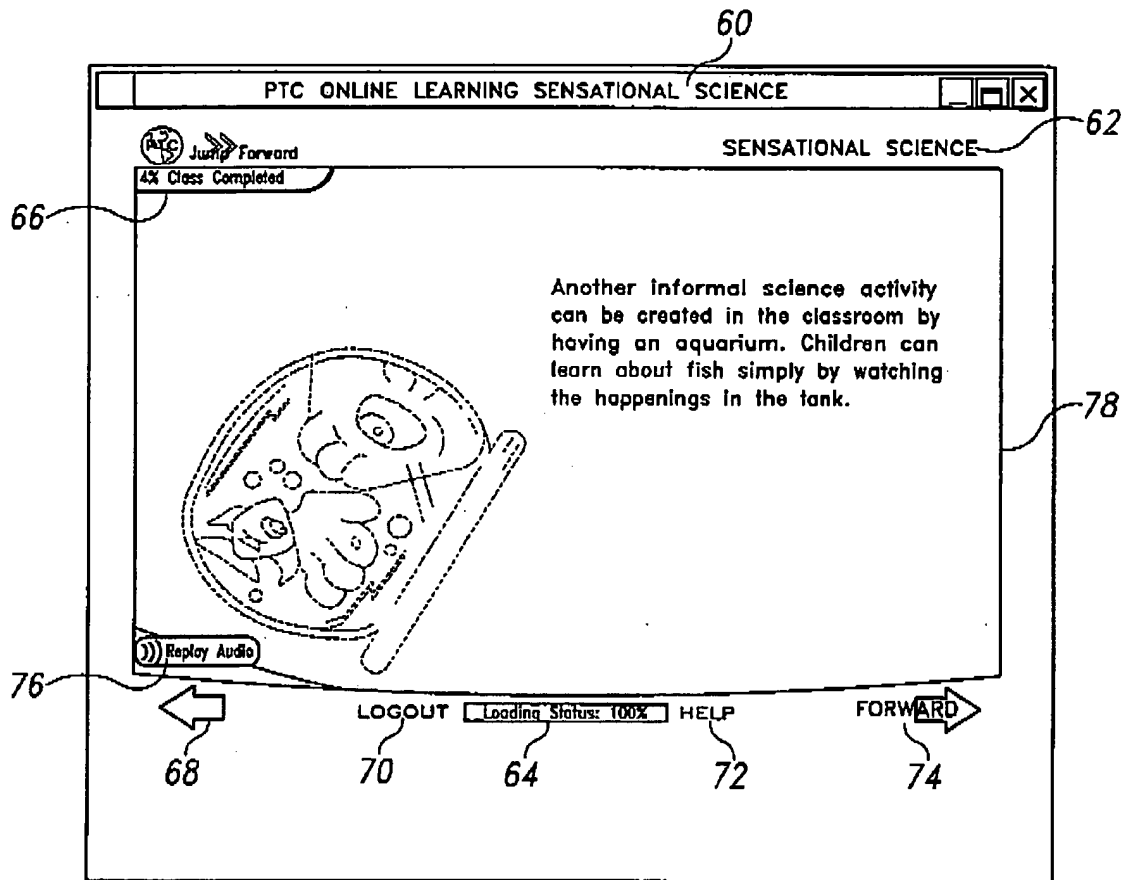 60
PTC ONLINE LEARNING SENSATIONAL SCIENCE
62
PTC Jump Forward
SENSATIONAL SCIENCE
4% Class Completed
66
Another informal science activity
can be created in the classroom by
having an aquarium. Children can
learn about fish simply by watching
the happenings in the tank.
78
Replay Audio
76
LOGOUT Loading Status: 100% HELP
FORWARD
68
70
64
72
74